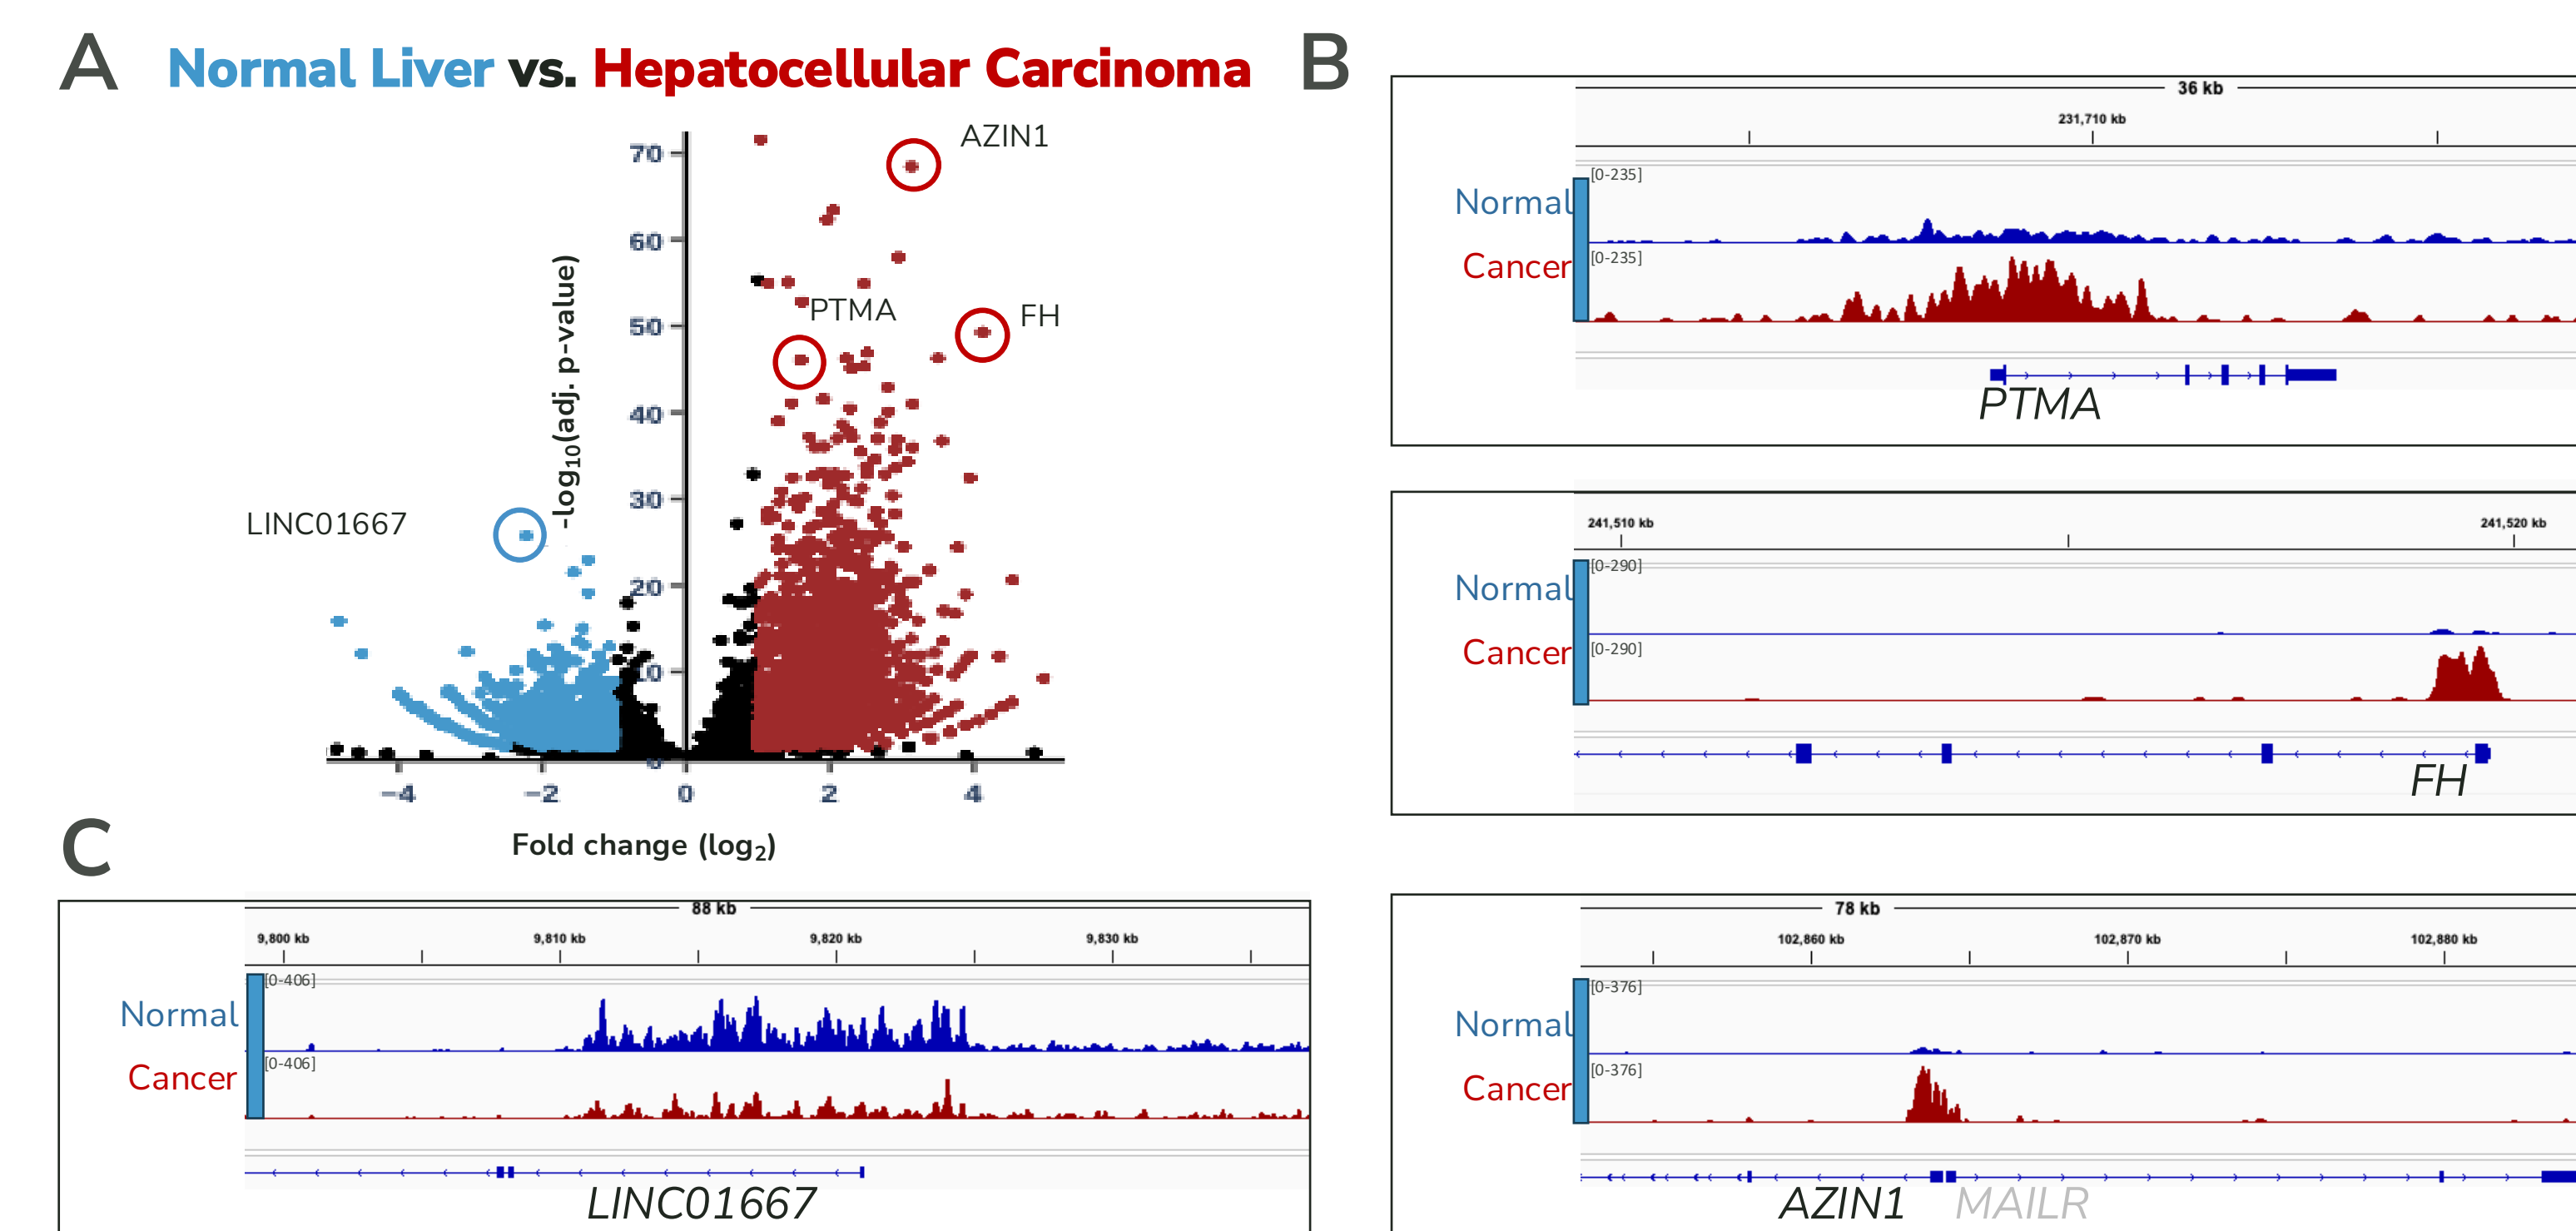 A
Normal Liver vs. Hepatocellular Carcinoma
70
60
50
40
30
20
10
0
-log10(adj. p-value)
AZIN1
PTMA
FH
LINC01667
−4
−2
0
2
4
Fold change (log2)
B
36 kb
231,710 kb
Normal
[0-235]
Cancer
[0-235]
PTMA
241,510 kb
241,520 kb
Normal
[0-290]
Cancer
[0-290]
FH
78 kb
102,860 kb
102,870 kb
102,880 kb
Normal
[0-376]
Cancer
[0-376]
AZIN1
MAILR
C
88 kb
9,800 kb
9,810 kb
9,820 kb
9,830 kb
Normal
[0-406]
Cancer
[0-406]
LINC01667